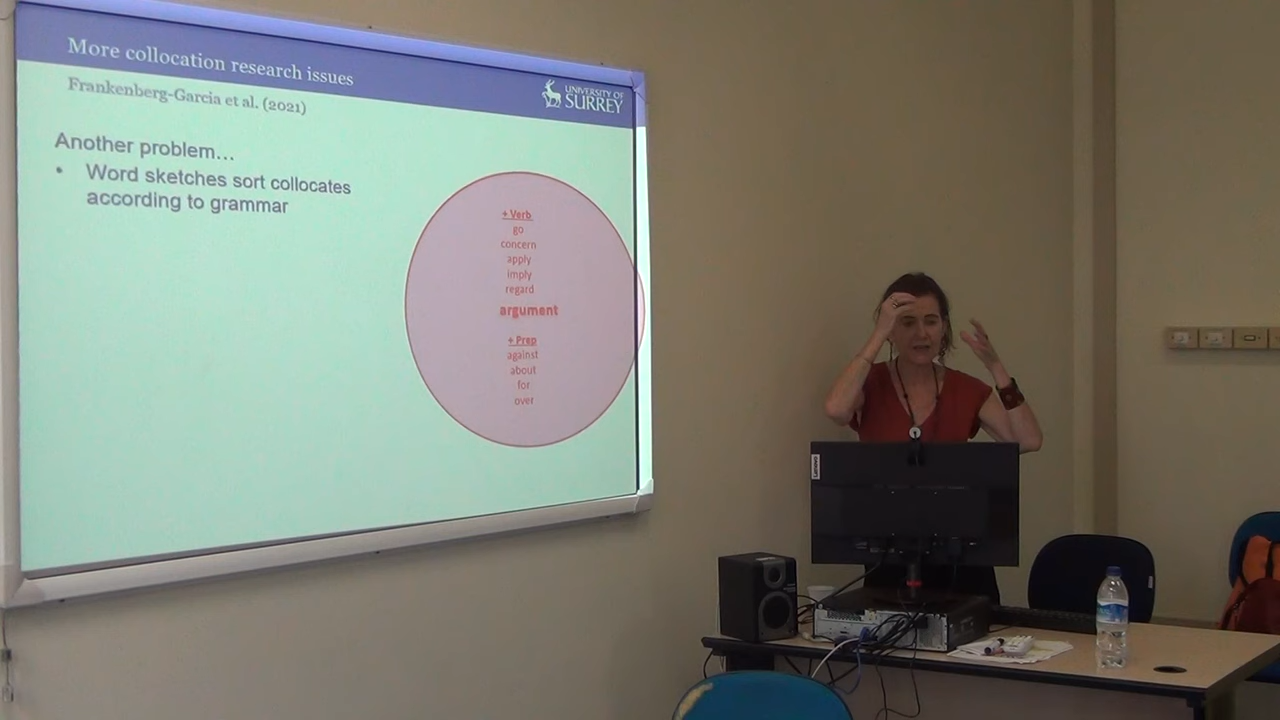 More collocation research issues
Frankenberg-Garcia et al. (2021)
UNIVERSITY OF
SURREY
Another problem…
• Word sketches sort collocates
according to grammar
+ Verb
go
concern
apply
imply
regard
argument
+ Prep
against
about
for
over
Lenovo